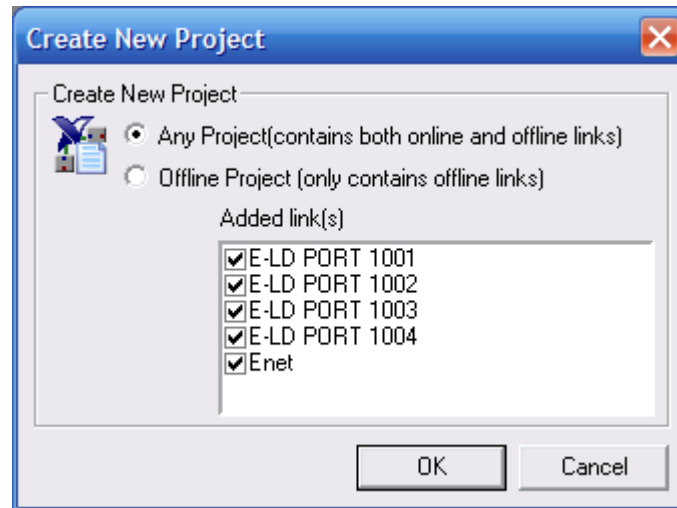 Create New Project
Create New Project
Any Project(contains both online and offline links)
Offline Project (only contains offline links)
Added link(s)
E-LD PORT 1001
E-LD PORT 1002
E-LD PORT 1003
E-LD PORT 1004
Enet
OK Cancel